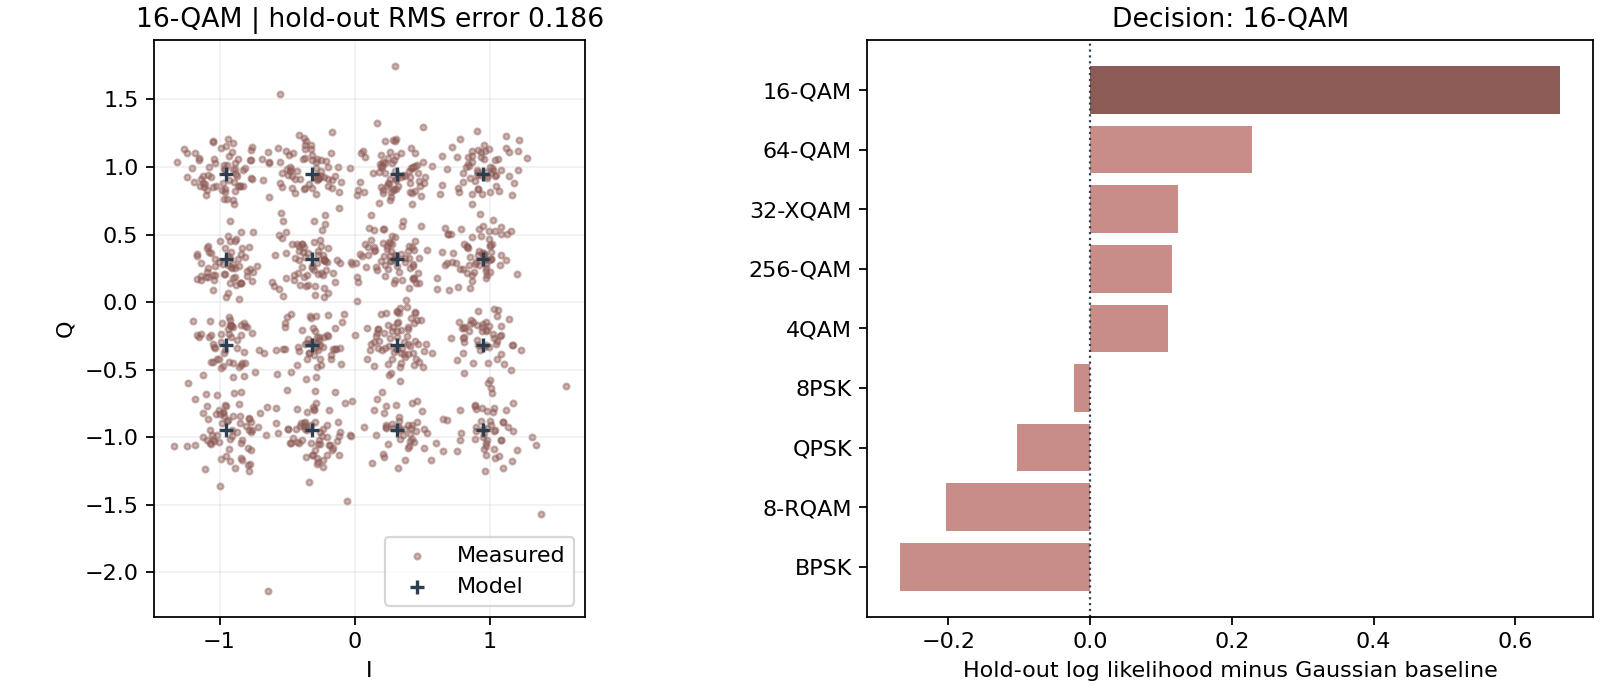 16-QAM | hold-out RMS error 0.186
1.5
1.0
0.5
0.0
−0.5
−1.0
−1.5
−2.0
Q
−1
0
1
I
Measured
Model
Decision: 16-QAM
16-QAM
64-QAM
32-XQAM
256-QAM
4QAM
8PSK
QPSK
8-RQAM
BPSK
−0.2
0.0
0.2
0.4
0.6
Hold-out log likelihood minus Gaussian baseline